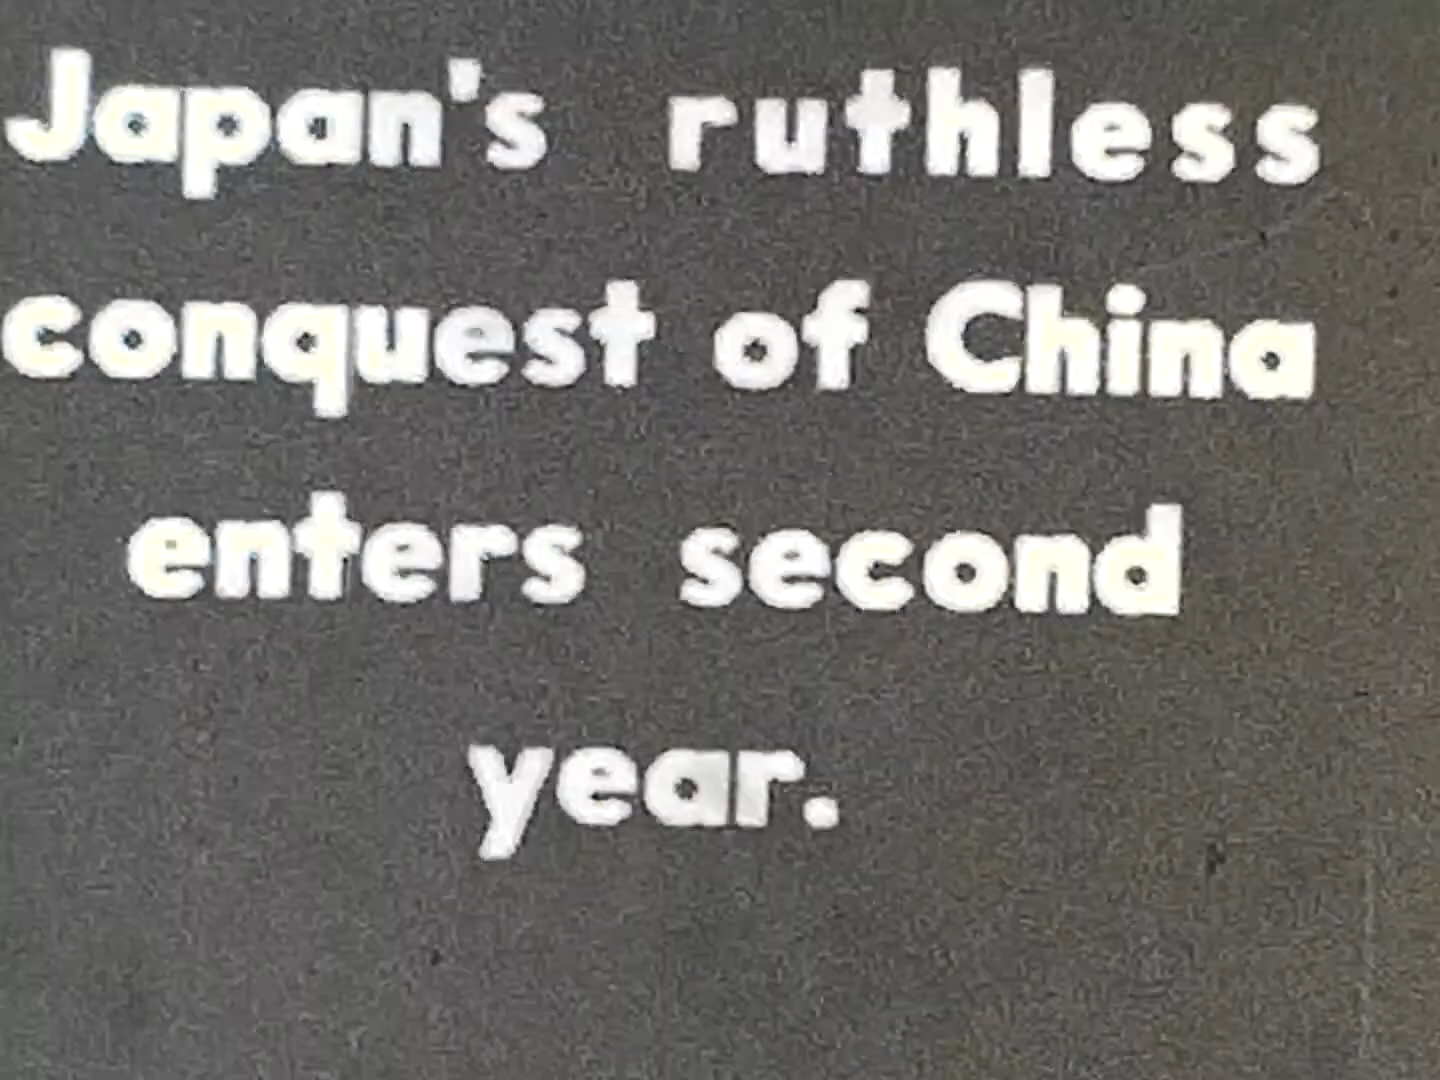 Japan's ruthless
conquest of China
enters second
year.